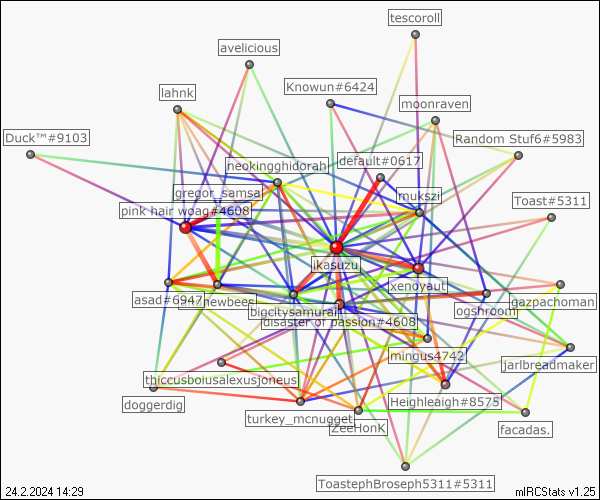 tescoroll
avelicious
Knowun#6424
lahnk
moonraven
Duck™#9103
Random Stuf6#5983
default#0617
neokingghidorah
gregor_samsa
mukszi
Toast#5311
pink hair woag#4608
ikasuzu
xenoyaut
asad#6947
newbees
gazpachoman
ogshroom
bigcitysamurai
disaster of passion#4608
mingus4742
jarlbreadmaker
thiccusboiusalexusjoneus
doggerdig
Heighleigh#8575
turkey_mcnugget
ZeeHonK
facadas.
ToastephBroseph5311#5311
24.2.2024 14:29
mIRCStats v1.25